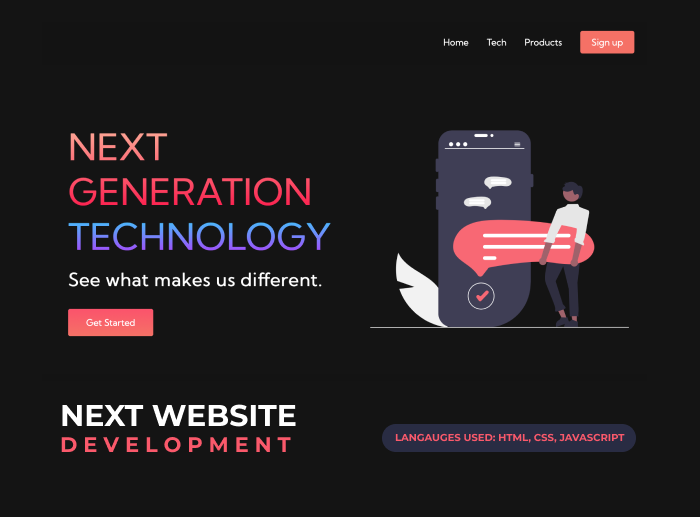 Home Tech Products Sign up
NEXT
GENERATION
TECHNOLOGY
See what makes us different.
Get Started
NEXT WEBSITE
DEVELOPMENT
LANGAUGES USED: HTML, CSS, JAVASCRIPT